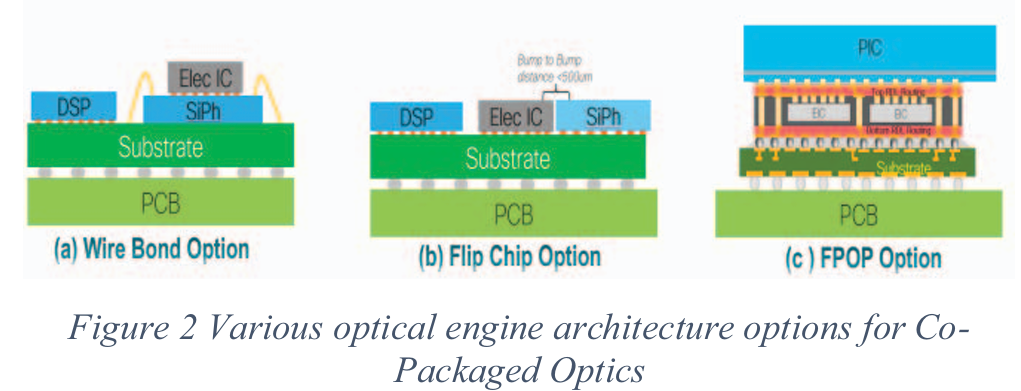 Bump to Bump
distance <500um
PIC
Elec IC
DSP
SiPh
Substrate
PCB
(a) Wire Bond Option
DSP
Elec IC
SiPh
Substrate
PCB
(b) Flip Chip Option
Top RDL Routing
EIC
Bottom RDL Routing
Substrate
PCB
(c ) FPOP Option
Figure 2 Various optical engine architecture options for Co-
Packaged Optics